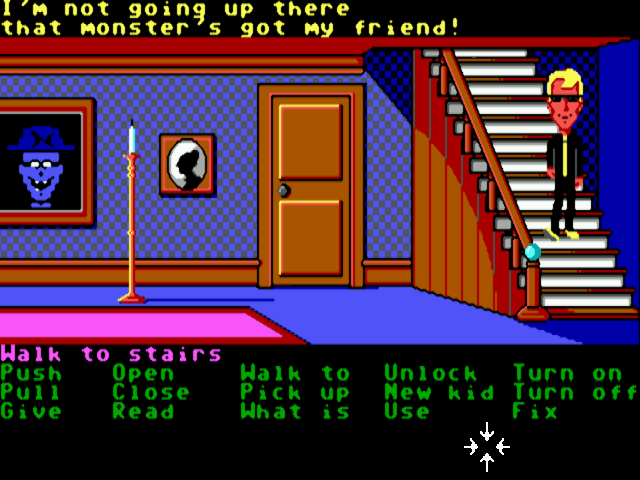 I'm not going up there
that monster's got my friend!
Walk to stairs
Push Open Walk to Unlock Turn on
Pull Close Pick up New kid Turn off
Give Read What is Use Fix